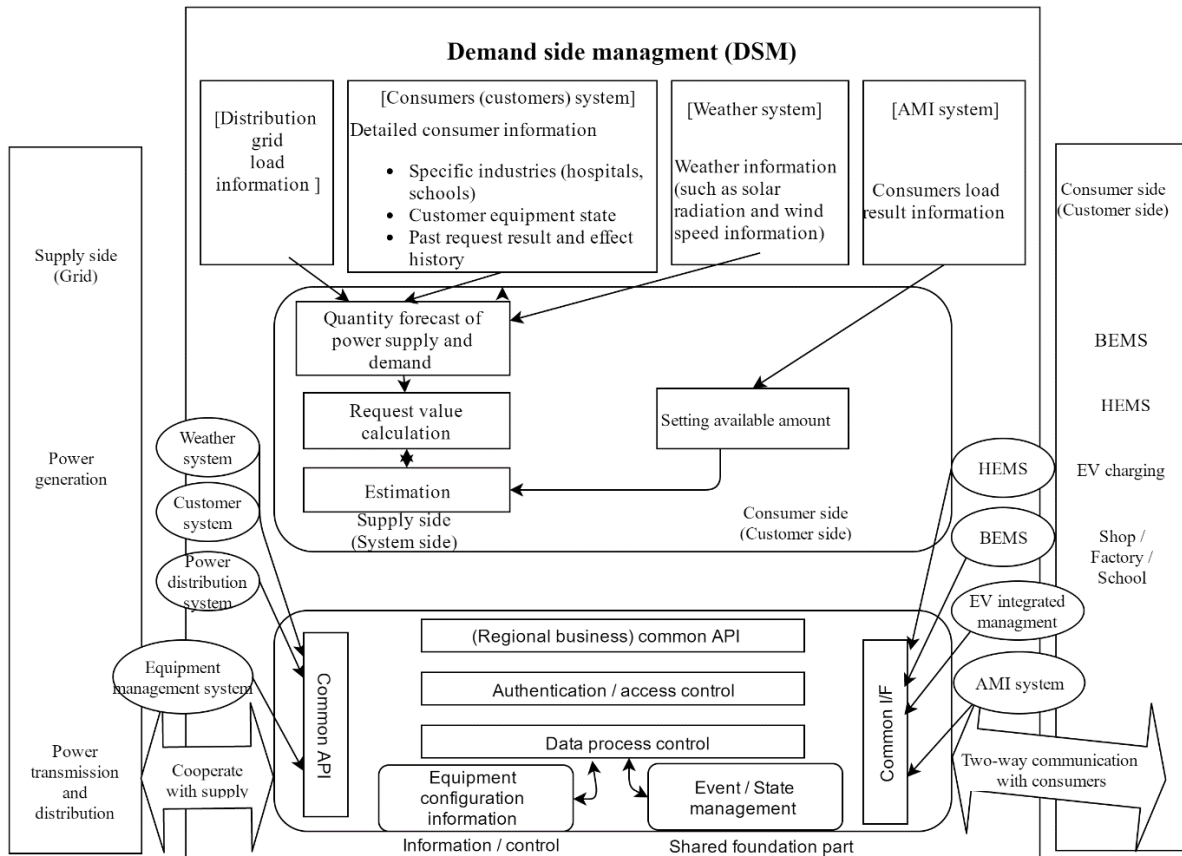 Demand side managment (DSM)
[Distribution
grid
load
information ]
[Consumers (customers) system]
Detailed consumer information
• Specific industries (hospitals,
schools)
• Customer equipment state
• Past request result and effect
history
[Weather system]
Weather information
(such as solar
radiation and wind
speed information)
[AMI system]
Consumers load
result information
Supply side
(Grid)
Power
generation
Power
transmission
and
distribution
Quantity forecast of
power supply and
demand
Request value
calculation
Estimation
Supply side
(System side)
Setting available amount
Consumer side
(Customer side)
Weather
system
Customer
system
Power
distribution
system
Equipment
management system
Cooperate
with supply
Common API
(Regional business) common API
Authentication / access control
Data process control
Equipment
configuration
information
Event / State
management
Information / control
Shared foundation part
Common I/F
HEMS
BEMS
EV integrated
managment
AMI system
Two-way communication
with consumers
Consumer side
(Customer side)
BEMS
HEMS
EV charging
Shop /
Factory /
School